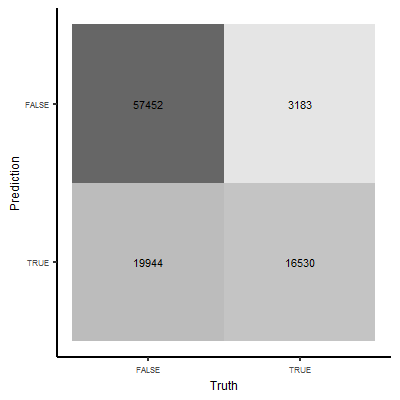 Prediction
FALSE
57452
3183
TRUE
19944
16530
FALSE
TRUE
Truth